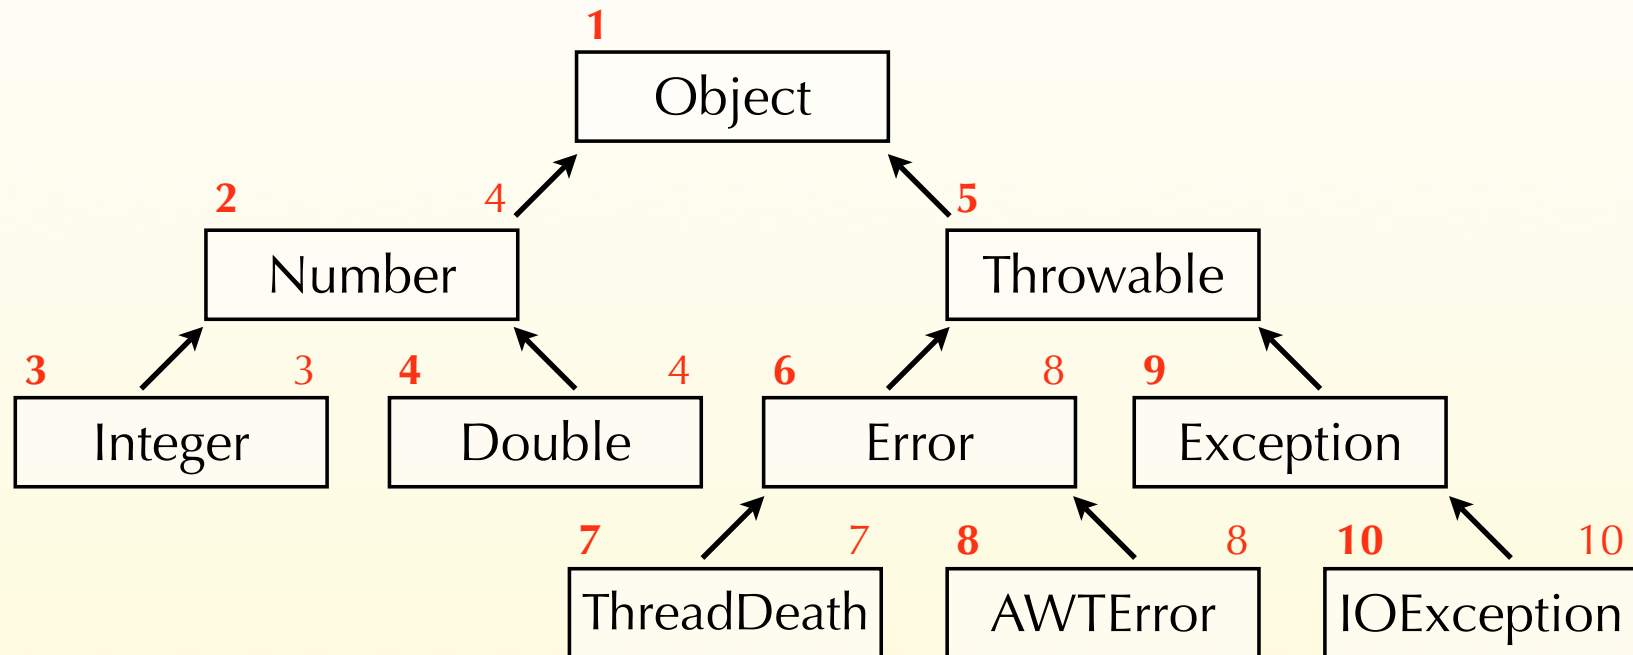 1
Object
2 4 5
Number Throwable
3 3 4 4 6 8 9
Integer Double Error Exception
7 7 8 8 10 10
ThreadDeath AWTError IOException